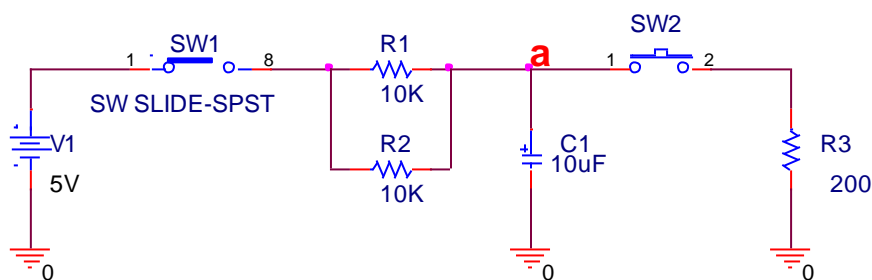 SW2
SW1
R1
a
1
8
1
2
SW SLIDE-SPST
10K
V1
R2
C1
R3
10uF
5V
10K
200
0
0
0